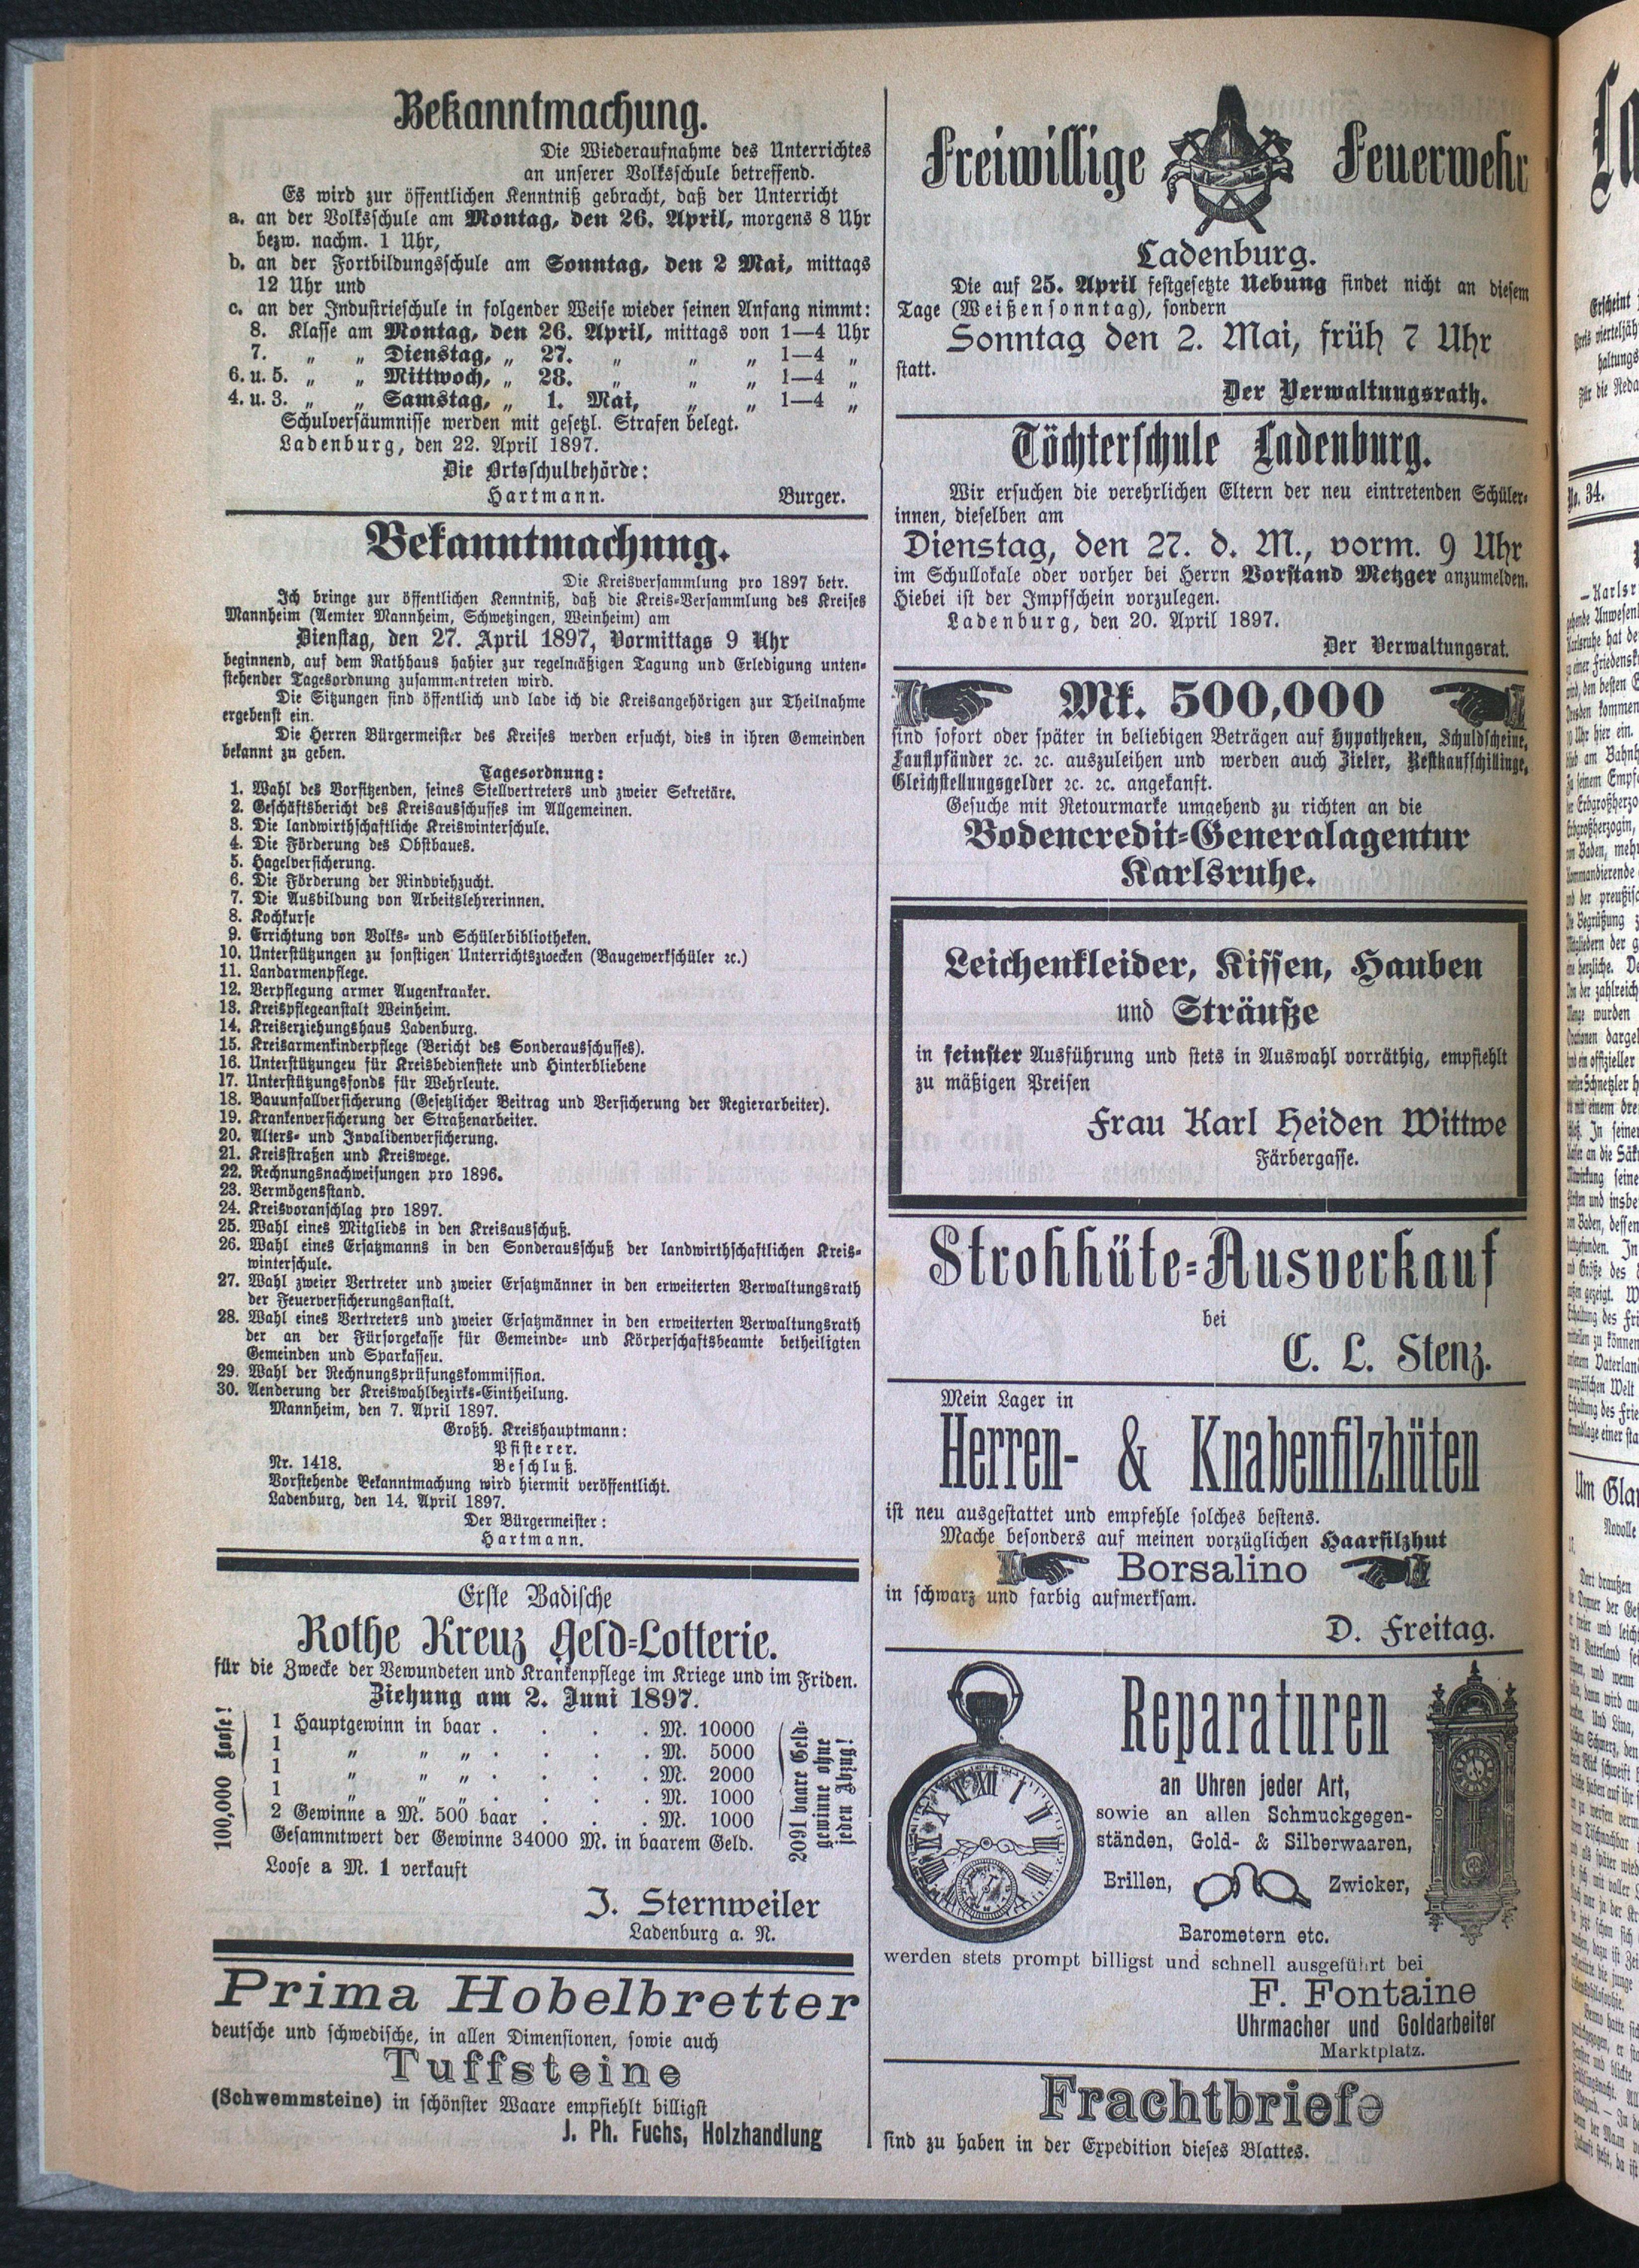 Bekanntmachung.
Die Wiederaufnahme des Unterrichtes
an unserer Volksschule betreffend.
Es wird zur öffentlichen Kenntniß gebracht, daß der Unterricht
a. an der Volksschule am Montag, den 26. April, morgens 8 Uhr
bezw. nachm. 1 Uhr,
b. an der Fortbildungsschule am Sonntag, den 2 Mai, mittags
12 Uhr und
c. an der Industrieschule in folgender Weise wieder seinen Anfang nimmt:
8. Klasse am Montag, den 26. April, mittags von 1—4 Uhr
7. „ „ Dienstag, „ 27. „ „ „ 1—4 „
6. u. 5. „ „ Mittwoch, „ 28. „ „ „ 1—4 „
4. u. 3. „ „ Samstag, „ 1. Mai, „ „ 1—4 „
Schulversäumnisse werden mit gesetzl. Strafen belegt.
Ladenburg, den 22. April 1897.
Die Ortsschulbehörde:
Hartmann. Burger.
Bekanntmachung.
Die Kreisversammlung pro 1897 betr.
Ich bringe zur öffentlichen Kenntniß, daß die Kreis-Versammlung des Kreises
Mannheim (Aemter Mannheim, Schwetzingen, Weinheim) am
Dienstag, den 27. April 1897, Vormittags 9 Uhr
beginnend, auf dem Rathhaus hahier zur regelmäßigen Tagung und Erledigung unten-
stehender Tagesordnung zusammentreten wird.
Die Sitzungen sind öffentlich und lade ich die Kreisangehörigen zur Theilnahme
ergebenst ein.
Die Herren Bürgermeister des Kreises werden ersucht, dies in ihren Gemeinden
bekannt zu geben.
Tagesordnung:
1. Wahl des Vorsitzenden, seines Stellvertreters und zweier Sekretäre.
2. Geschäftsbericht des Kreisausschusses im Allgemeinen.
3. Die landwirthschaftliche Kreiswinterschule.
4. Die Förderung des Obstbaues.
5. Hagelversicherung.
6. Die Förderung der Rindviehzucht.
7. Die Ausbildung von Arbeitslehrerinnen.
8. Kochkurse
9. Errichtung von Volks- und Schülerbibliotheken.
10. Unterstützungen zu sonstigen Unterrichtszwecken (Baugewerkschüler ꝛc.)
11. Landarmenpflege.
12. Verpflegung armer Augenkranker.
13. Kreispflegeanstalt Weinheim.
14. Kreiserziehungshaus Ladenburg.
15. Kreisarmenkinderpflege (Bericht des Sonderausschusses).
16. Unterstützungen für Kreisbedienstete und Hinterbliebene
17. Unterstützungsfonds für Wehrleute.
18. Bauunfallversicherung (Gesetzlicher Beitrag und Versicherung der Regierarbeiter).
19. Krankenversicherung der Straßenarbeiter.
20. Alters- und Invalidenversicherung.
21. Kreisstraßen und Kreiswege.
22. Rechnungsnachweisungen pro 1896.
23. Vermögensstand.
24. Kreisvoranschlag pro 1897.
25. Wahl eines Mitglieds in den Kreisausschuß.
26. Wahl eines Ersatzmanns in den Sonderausschuß der landwirthschaftlichen Kreis-
winterschule.
27. Wahl zweier Vertreter und zweier Ersatzmänner in den erweiterten Verwaltungsrath
der Feuerversicherungsanstalt.
28. Wahl eines Vertreters und zweier Ersatzmänner in den erweiterten Verwaltungsrath
der an der Fürsorgekasse für Gemeinde- und Körperschaftsbeamte betheiligten
Gemeinden und Sparkassen.
29. Wahl der Rechnungsprüfungskommission.
30. Aenderung der Kreiswahlbezirks-Eintheilung.
Mannheim, den 7. April 1897.
Großh. Kreishauptmann:
Pfisterer.
Nr. 1418. Beschluß.
Vorstehende Bekanntmachung wird hiermit veröffentlicht.
Ladenburg, den 14. April 1897.
Der Bürgermeister:
Hartmann.
Erste Badische
Rothe Kreuz Geld-Lotterie.
für die Zwecke der Vewundeten und Krankenpflege im Kriege und im Friden.
Ziehung am 2. Juni 1897.
100,000 Loose!
1 Hauptgewinn in baar . . . . M. 10000
1 „ „ „ . . . . M. 5000
1 „ „ „ . . . . M. 2000
1 „ „ „ . . . . M. 1000
2 Gewinne a M. 500 baar . . . M. 1000
Gesammtwert der Gewinne 34000 M. in baarem Geld.
2091 baare Geld-
gewinne ohne
jeden Abzug!
Loose a M. 1 verkauft
J. Sternweiler
Ladenburg a. N.
Prima Hobelbretter
deutsche und schwedische, in allen Dimensionen, sowie auch
Tuffsteine
(Schwemmsteine) in schönster Waare empfiehlt billigst
J. Ph. Fuchs, Holzhandlung
Freiwillige Feuerwehr
Ladenburg.
Die auf 25. April festgesetzte Uebung findet nicht an diesem
Tage (Weißensonntag), sondern
Sonntag den 2. Mai, früh 7 Uhr
statt.
Der Verwaltungsrath.
Töchterschule Ladenburg.
Wir ersuchen die verehrlichen Eltern der neu eintretenden Schüler-
innen, dieselben am
Dienstag, den 27. d. M., vorm. 9 Uhr
im Schullokale oder vorher bei Herrn Vorstand Metzger anzumelden.
Hiebei ist der Impfschein vorzulegen.
Ladenburg, den 20. April 1897.
Der Verwaltungsrat.
Mk. 500,000
sind sofort oder später in beliebigen Beträgen auf Hypotheken, Schuldscheine,
Faustpfänder ꝛc. ꝛc. auszuleihen und werden auch Zieler, Restkaufschillinge,
Gleichstellungsgelder ꝛc. ꝛc. angekauft.
Gesuche mit Retourmarke umgehend zu richten an die
Bodencredit-Generalagentur
Karlsruhe.
Leichenkleider, Kissen, Hauben
und Sträuße
in feinster Ausführung und stets in Auswahl vorräthig, empfiehlt
zu mäßigen Preisen
Frau Karl Heiden Wittwe
Färbergasse.
Strohhüte-Ausverkauf
bei
C. L. Stenz.
Mein Lager in
Herren- & Knabenfilzhüten
ist neu ausgestattet und empfehle solches bestens.
Mache besonders auf meinen vorzüglichen Haarfilzhut
Borsalino
in schwarz und farbig aufmerksam.
D. Freitag.
Reparaturen
an Uhren jeder Art,
sowie an allen Schmuckgegen-
ständen, Gold- & Silberwaaren,
Brillen, Zwicker,
Barometern etc.
werden stets prompt billigst und schnell ausgeführt bei
F. Fontaine
Uhrmacher und Goldarbeiter
Marktplatz.
Frachtbriefe
sind zu haben in der Expedition dieses Blattes.
No. 34.